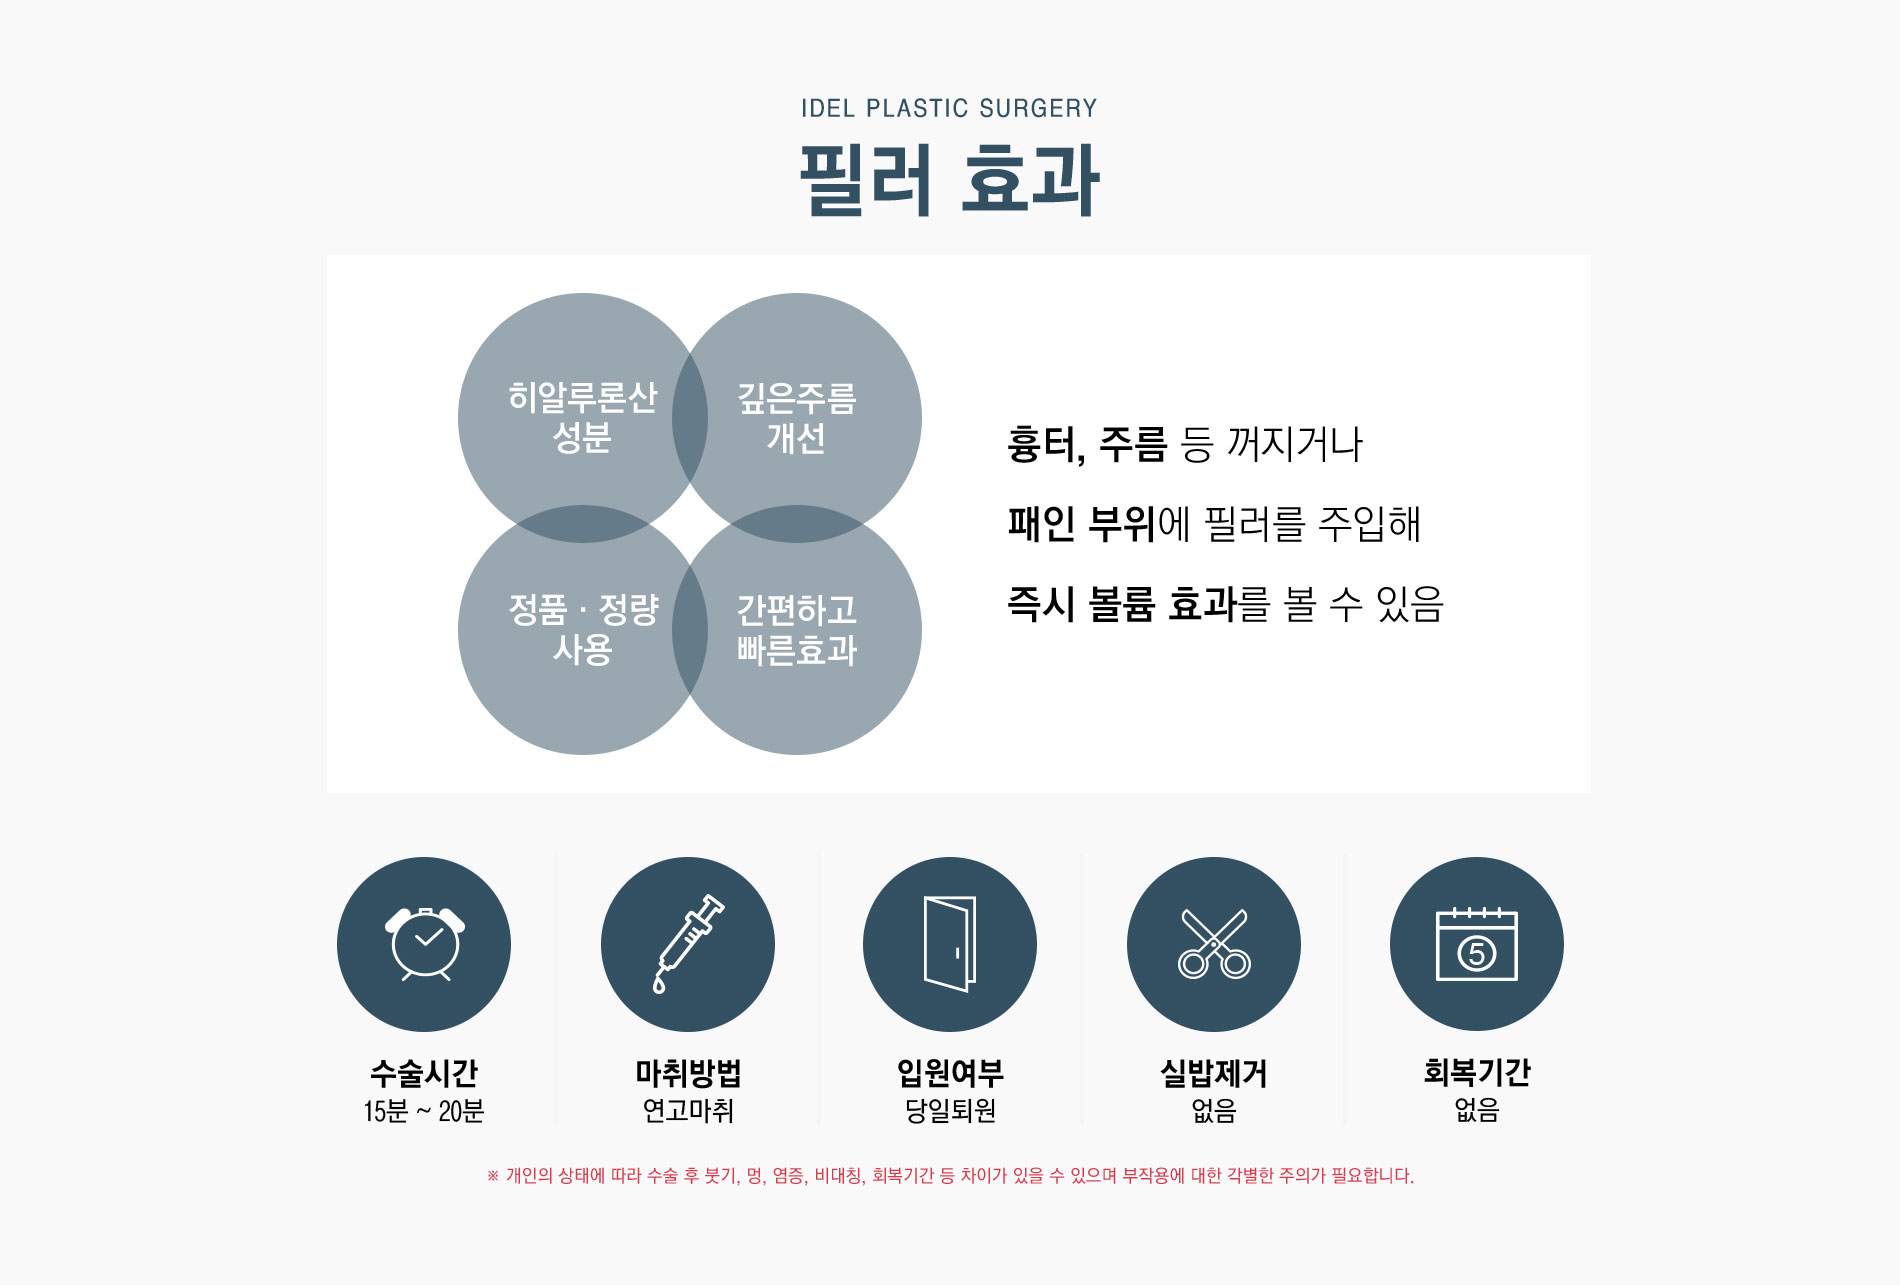 IDEL PLASTIC SURGERY
필러 효과
히알루론산
성분
깊은주름
개선
정품 · 정량
사용
간편하고
빠른효과
흉터, 주름 등 꺼지거나
패인 부위에 필러를 주입해
즉시 볼륨 효과를 볼 수 있음
5
수술시간
15분 ~ 20분
마취방법
연고마취
입원여부
당일퇴원
실밥제거
없음
회복기간
없음
※ 개인의 상태에 따라 수술 후 붓기, 멍, 염증, 비대칭, 회복기간 등 차이가 있을 수 있으며 부작용에 대한 각별한 주의가 필요합니다.